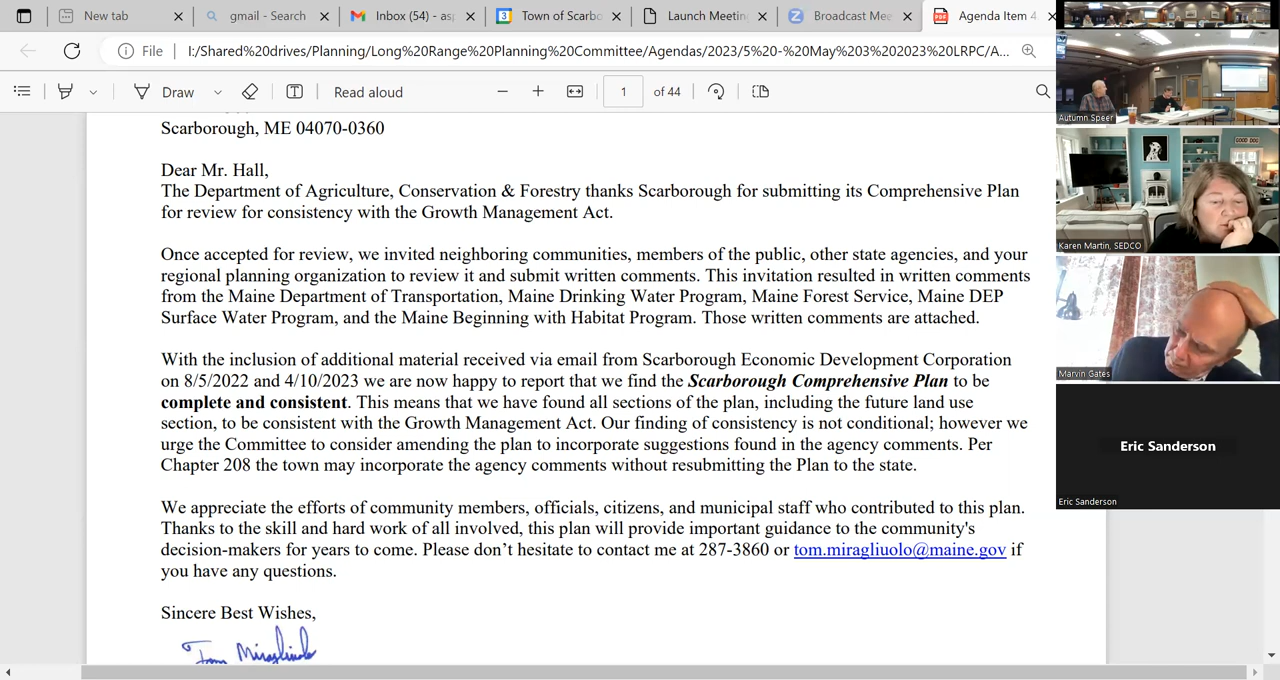 New tab
gmail - Search
Inbox (54) - asp
Town of Scarbo
Launch Meetin
Broadcast Mee
Agenda Item 4
File
I:/Shared%20drives/Planning/Long%20Range%20Planning%20Committee/Agendas/2023/5%20-%20May%203%202023%20LRPC/A...
Draw
Read aloud
1
of 44
Scarborough, ME 04070-0360
Dear Mr. Hall,
The Department of Agriculture, Conservation & Forestry thanks Scarborough for submitting its Comprehensive Plan
for review for consistency with the Growth Management Act.
Once accepted for review, we invited neighboring communities, members of the public, other state agencies, and your
regional planning organization to review it and submit written comments. This invitation resulted in written comments
from the Maine Department of Transportation, Maine Drinking Water Program, Maine Forest Service, Maine DEP
Surface Water Program, and the Maine Beginning with Habitat Program. Those written comments are attached.
With the inclusion of additional material received via email from Scarborough Economic Development Corporation
on 8/5/2022 and 4/10/2023 we are now happy to report that we find the Scarborough Comprehensive Plan to be
complete and consistent. This means that we have found all sections of the plan, including the future land use
section, to be consistent with the Growth Management Act. Our finding of consistency is not conditional; however we
urge the Committee to consider amending the plan to incorporate suggestions found in the agency comments. Per
Chapter 208 the town may incorporate the agency comments without resubmitting the Plan to the state.
We appreciate the efforts of community members, officials, citizens, and municipal staff who contributed to this plan.
Thanks to the skill and hard work of all involved, this plan will provide important guidance to the community's
decision-makers for years to come. Please don't hesitate to contact me at 287-3860 or tom.miragliuolo@maine.gov if
you have any questions.
Sincere Best Wishes,
Tom Miragliuolo
Autumn Speer
GOOD DOG
Karen Martin, SEDCO
Marvin Gates
Eric Sanderson
Eric Sanderson